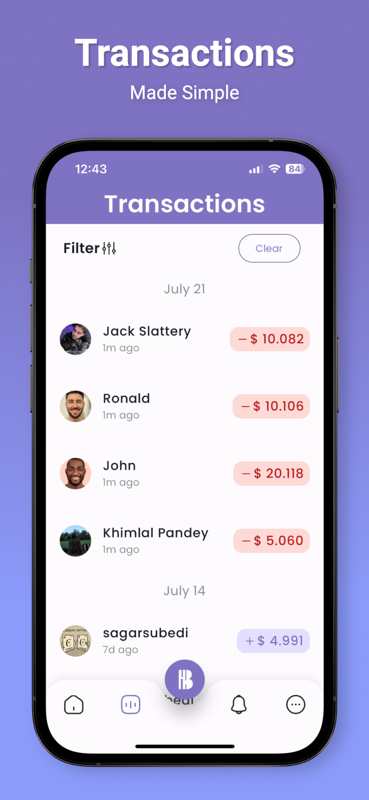 Transactions
Made Simple
12:43
84
Transactions
Filter
Clear
July 21
Jack Slattery
1m ago
− $ 10.082
Ronald
1m ago
− $ 10.106
John
1m ago
− $ 20.118
Khimlal Pandey
1m ago
− $ 5.060
July 14
sagarsubedi
7d ago
+ $ 4.991